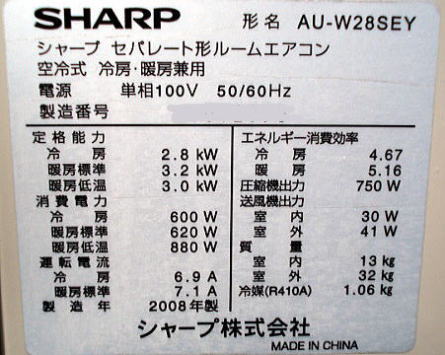 SHARP 形名 AU-W28SEY
シャープ セパレート形ルームエアコン
空冷式 冷房・暖房兼用
電源 単相100V 50/60Hz
製造番号
定格能力
冷房 2.8 kW
暖房標準 3.2 kW
暖房低温 3.0 kW
消費電力
冷房 600 W
暖房標準 620 W
暖房低温 880 W
運転電流
冷房 6.9 A
暖房標準 7.1 A
製造年 2008年製
エネルギー消費効率
冷房 4.67
暖房 5.16
圧縮機出力 750 W
送風機出力
室内 30 W
室外 41 W
質量
室内 13 kg
室外 32 kg
冷媒(R410A) 1.06 kg
シャープ株式会社
MADE IN CHINA